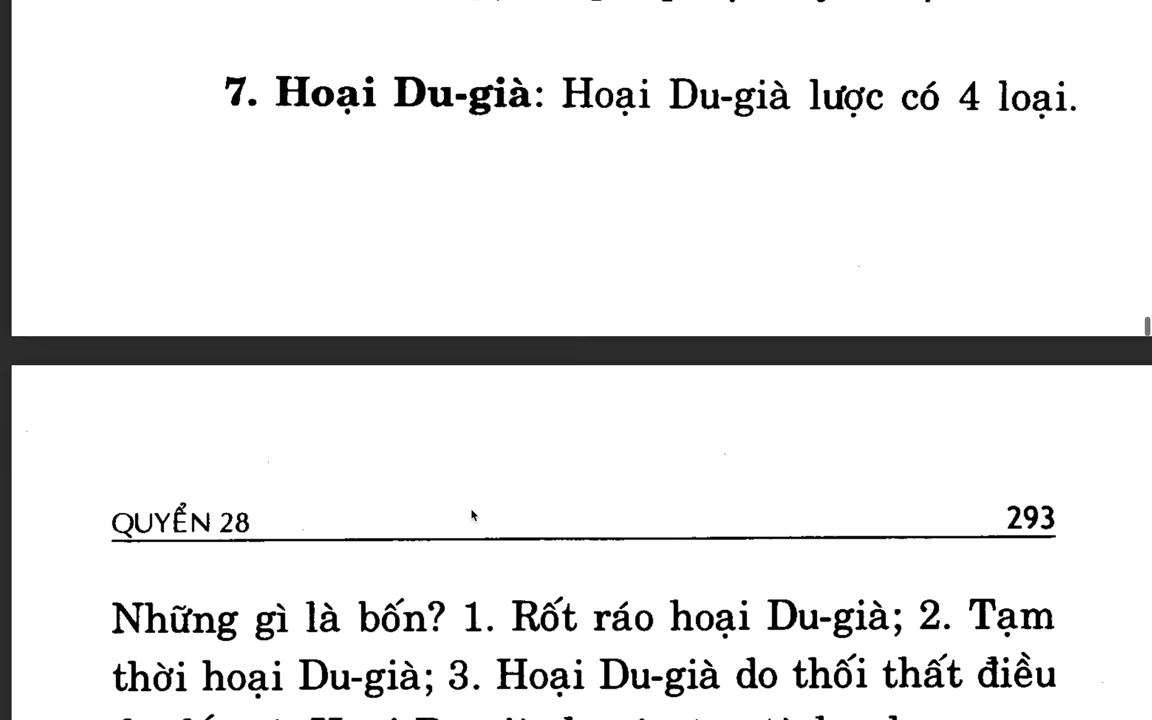 7. Hoại Du-già: Hoại Du-già lược có 4 loại.
QUYỂN 28
293
Những gì là bốn? 1. Rốt ráo hoại Du-già; 2. Tạm
thời hoại Du-già; 3. Hoại Du-già do thối thất điều